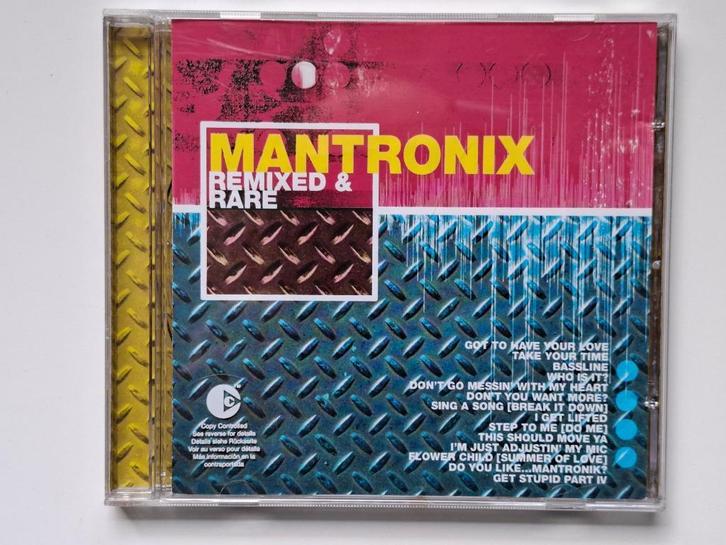 MANTRONIX
REMIXED &
RARE
GOT TO HAVE YOUR LOVE
TAKE YOUR TIME
BASSLINE
WHO IS IT?
DON'T GO MESSIN' WITH MY HEART
DON'T YOU WANT MORE?
SING A SONG [BREAK IT DOWN]
I GET LIFTED
STEP TO ME [DO ME]
THIS SHOULD MOVE YA
I'M JUST ADJUSTIN' MY MIC
FLOWER CHILD [SUMMER OF LOVE]
DO YOU LIKE...MANTRONIK?
GET STUPID PART IV
™
Copy Controlled
See reverse for details
Details siehe Rückseite
Voir au verso pour détails
Más información en la
contraportada